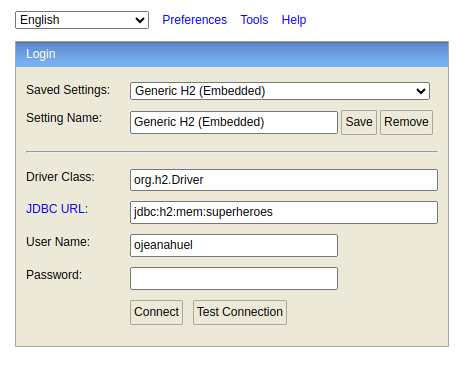 English Preferences Tools Help
Login
Saved Settings: Generic H2 (Embedded)
Setting Name: Generic H2 (Embedded) Save Remove
Driver Class: org.h2.Driver
JDBC URL: jdbc:h2:mem:superheroes
User Name: ojeanahuel
Password:
Connect Test Connection